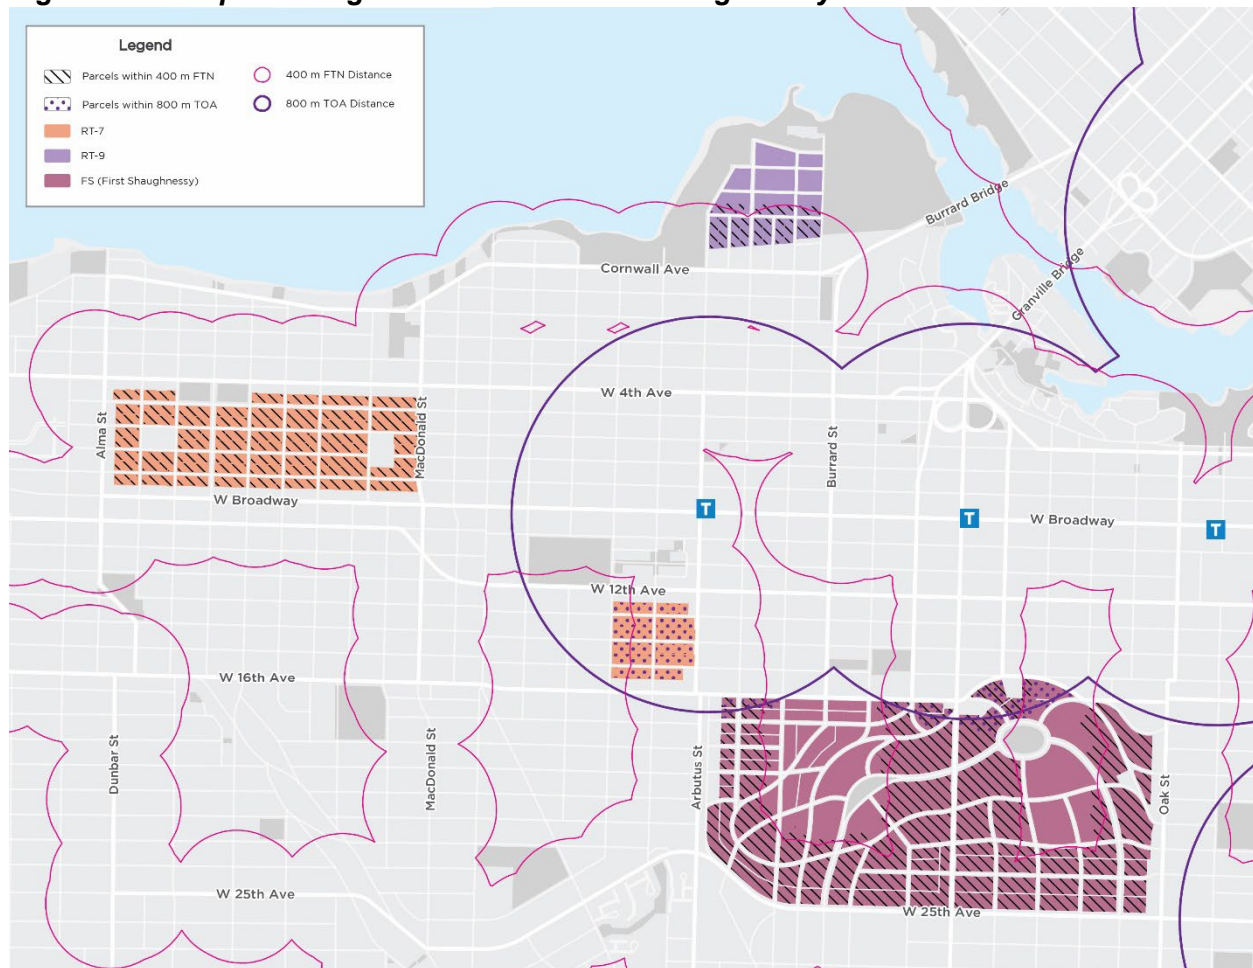 Legend
Parcels within 400 m FTN
400 m FTN Distance
Parcels within 800 m TOA
800 m TOA Distance
RT-7
RT-9
FS (First Shaughnessy)
Burrard Bridge
Cornwall Ave
Granville Bridge
W 4th Ave
Alma St
MacDonald St
Burrard St
W Broadway
T
T
W Broadway
T
W 12th Ave
W 16th Ave
Dunbar St
MacDonald St
Arbutus St
Oak St
W 25th Ave
W 25th Ave